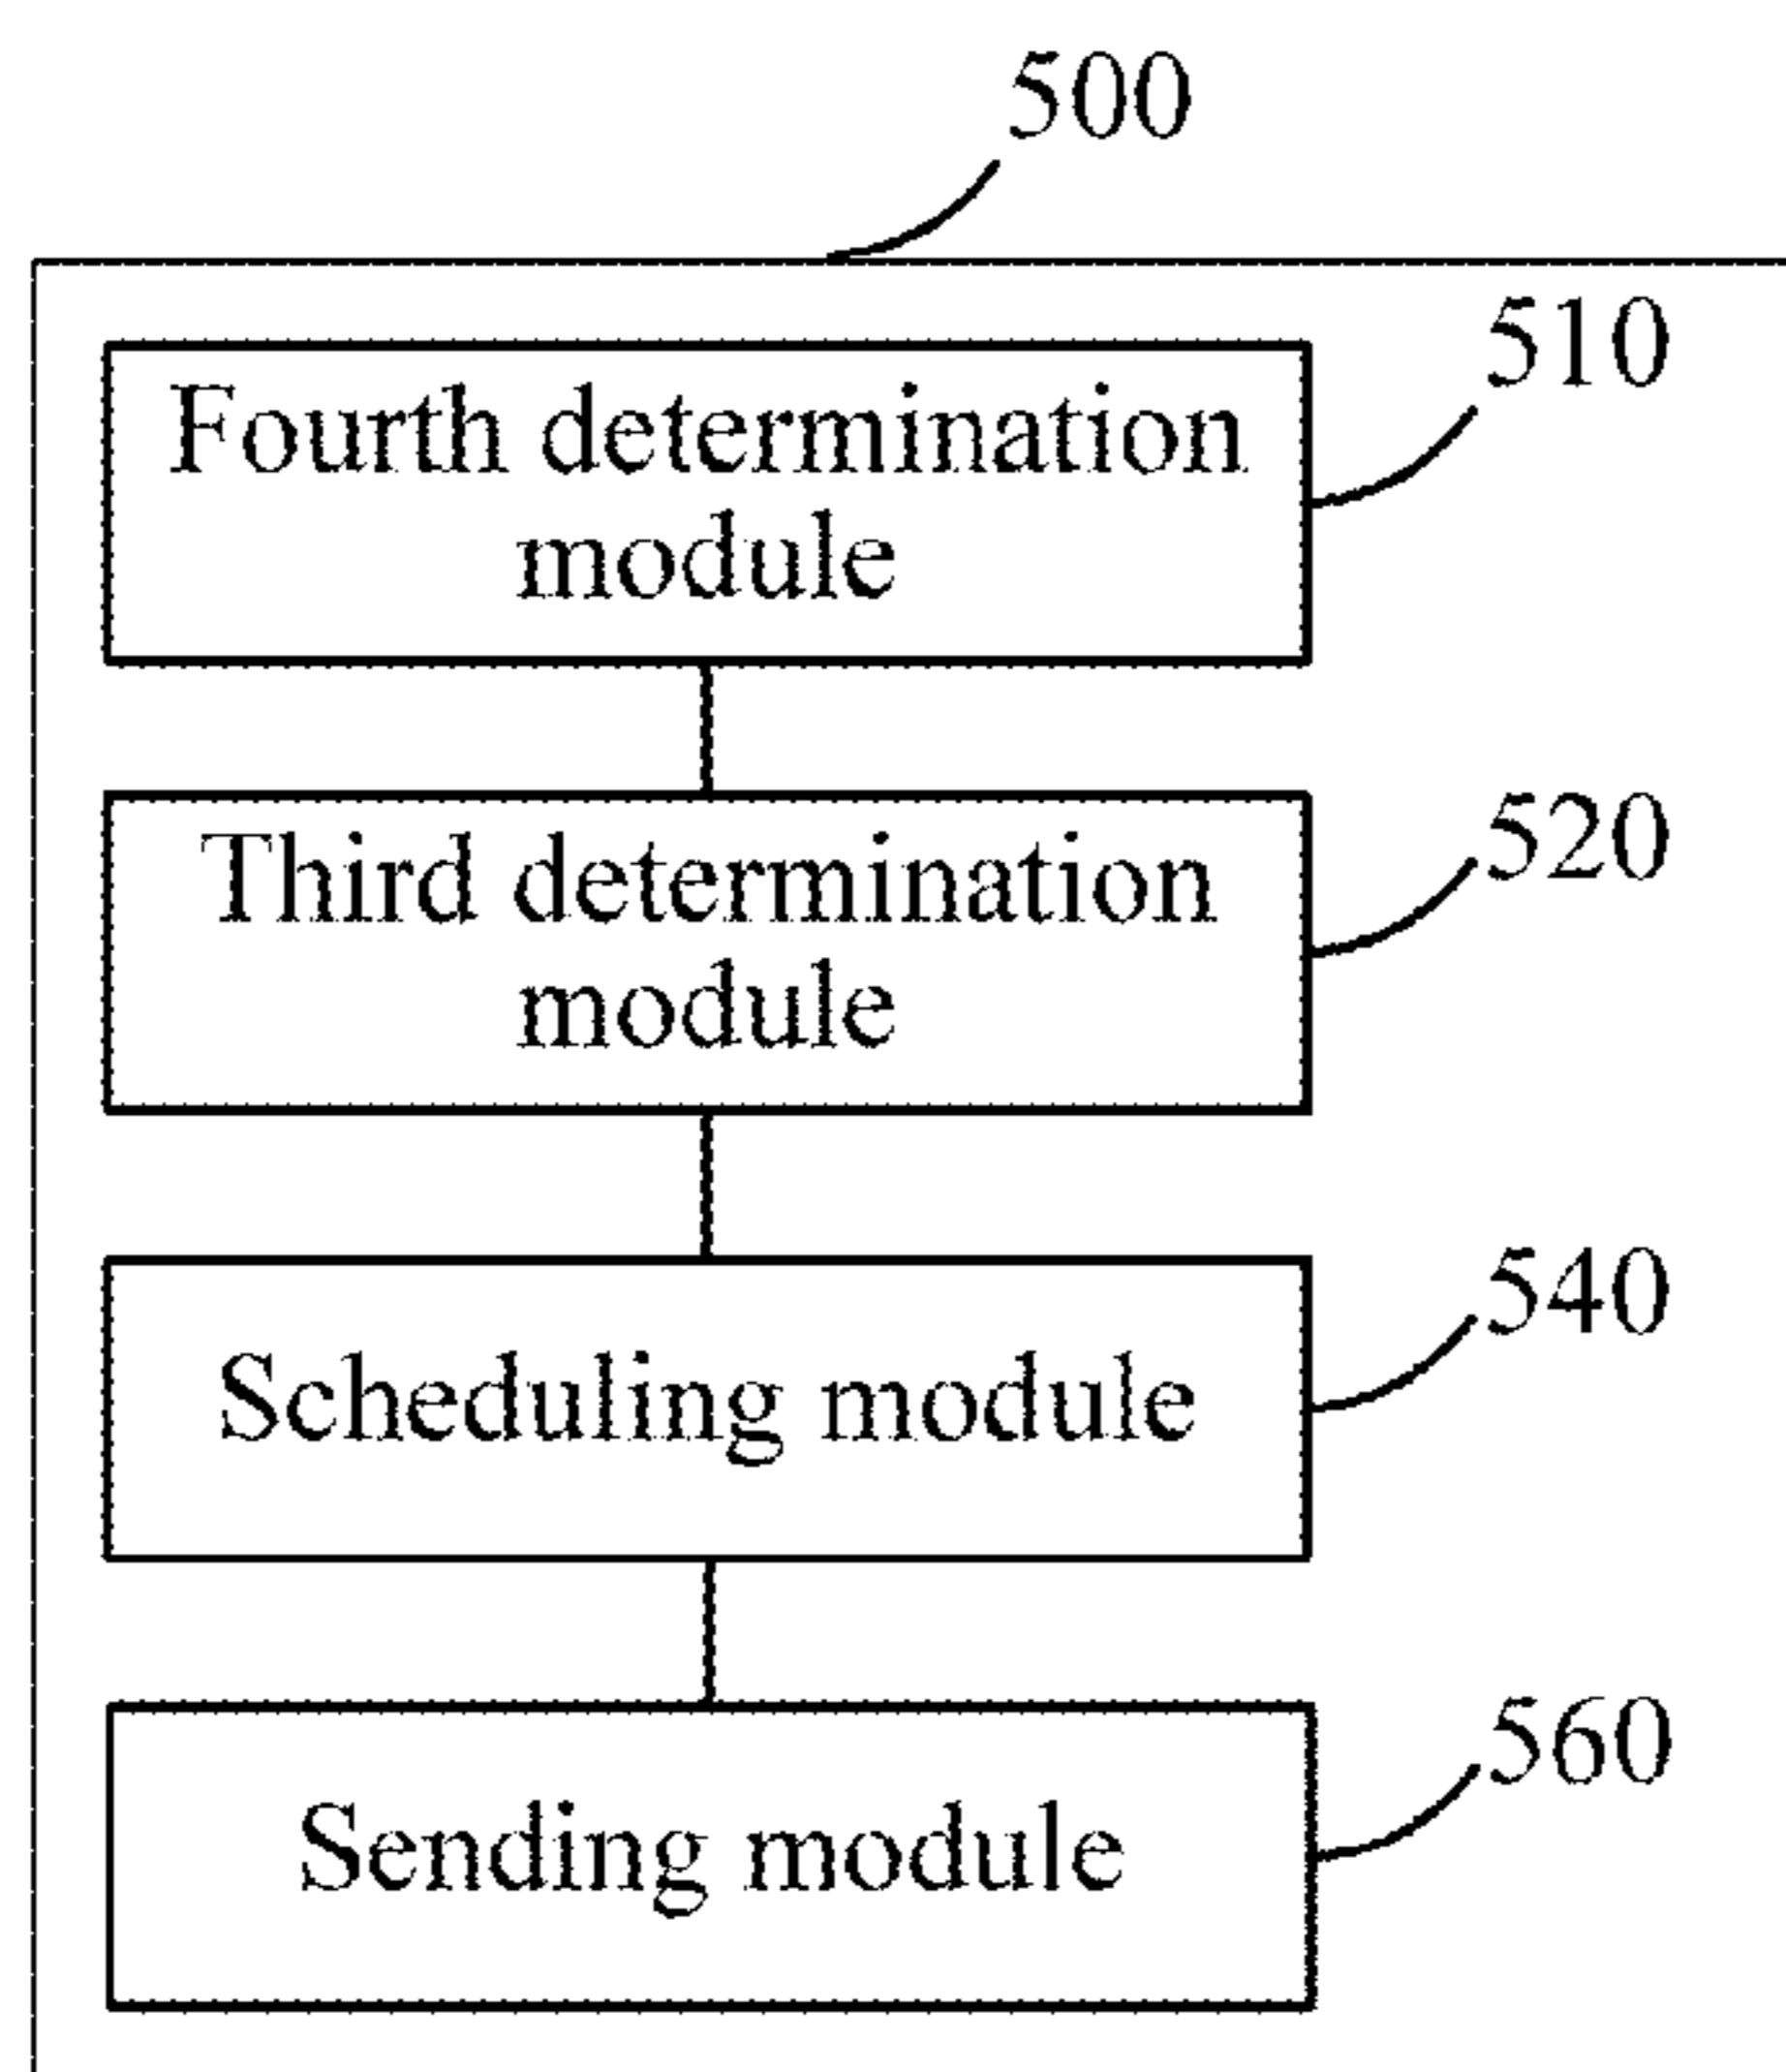 500
510
Fourth determination
module
520
Third determination
module
540
Scheduling module
560
Sending module